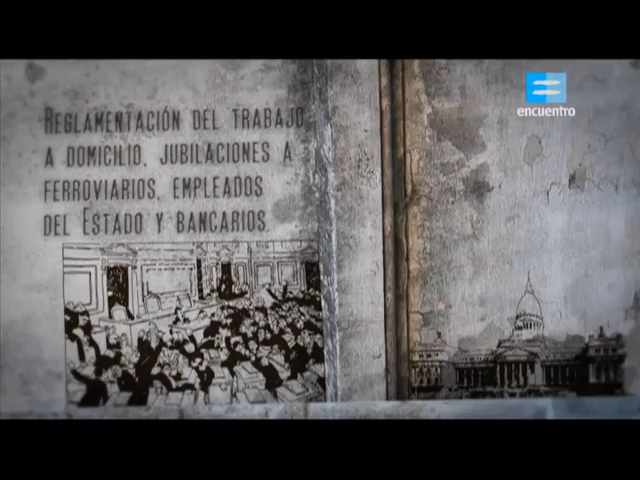 Reglamentación del trabajo
a domicilio, jubilaciones a
ferroviarios, empleados
del Estado y bancarios.
encuentro